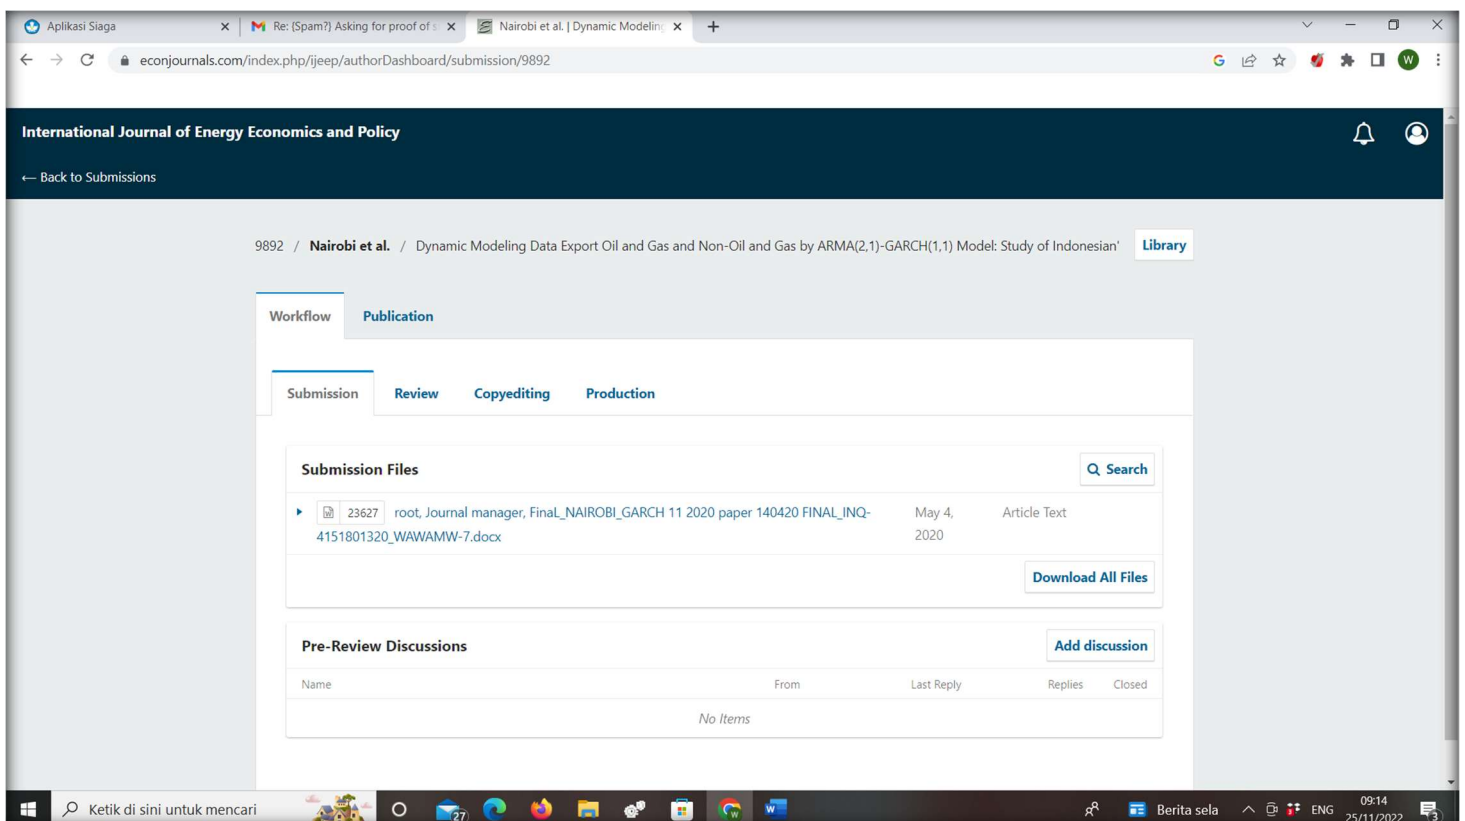 Aplikasi Siaga
Re: (Spam?) Asking for proof of s
Nairobi et al. | Dynamic Modeling
econjournals.com/index.php/ijeep/authorDashboard/submission/9892
G
W
International Journal of Energy Economics and Policy
← Back to Submissions
9892 / Nairobi et al. / Dynamic Modeling Data Export Oil and Gas and Non-Oil and Gas by ARMA(2,1)-GARCH(1,1) Model: Study of Indonesian'
Library
Workflow Publication
Submission Review Copyediting Production
Submission Files
Search
23627 root, Journal manager, FinaL_NAIROBI_GARCH 11 2020 paper 140420 FINAL_INQ-
4151801320_WAWAMW-7.docx
May 4,
2020
Article Text
Download All Files
Pre-Review Discussions
Add discussion
Name From Last Reply Replies Closed
No Items
Ketik di sini untuk mencari
27
Berita sela
ENG
09:14
25/11/2022
3